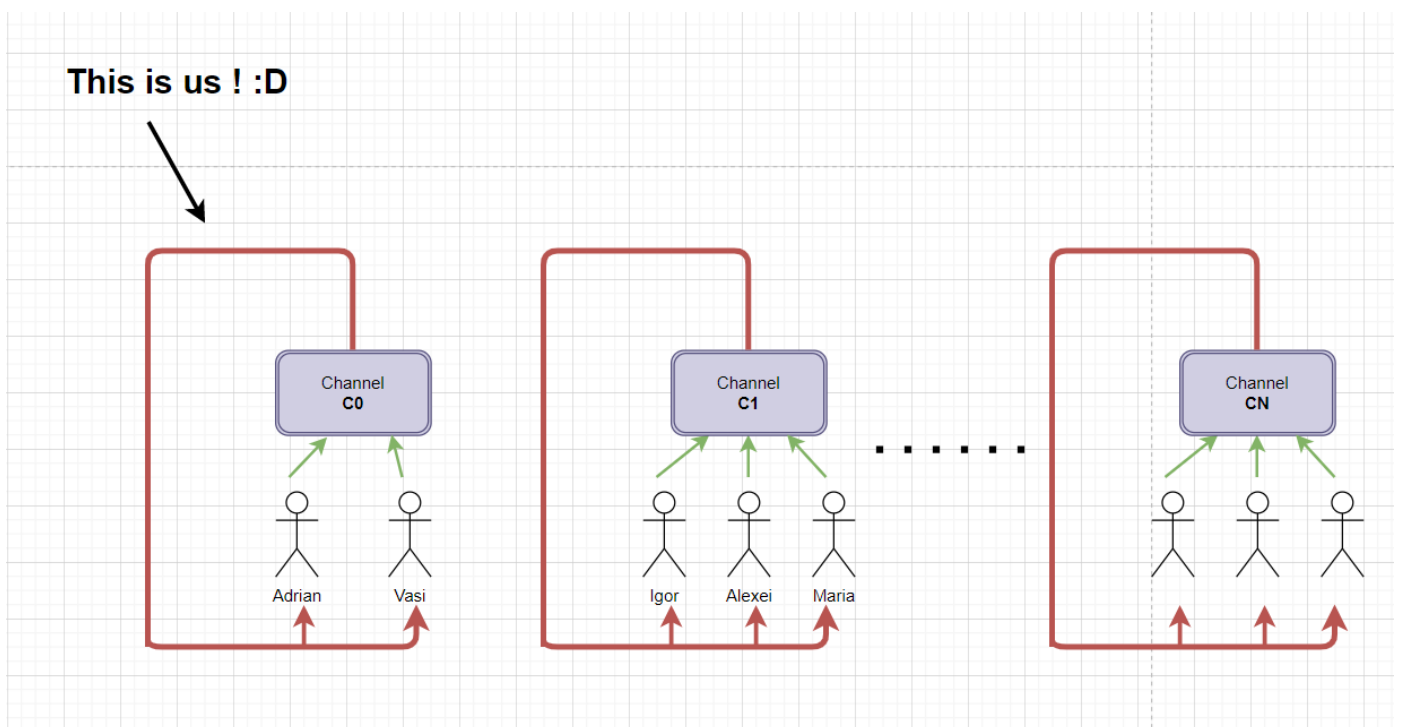 This is us ! :D
Channel
C0
Channel
C1
Channel
CN
......
Adrian
Vasi
Igor
Alexei
Maria